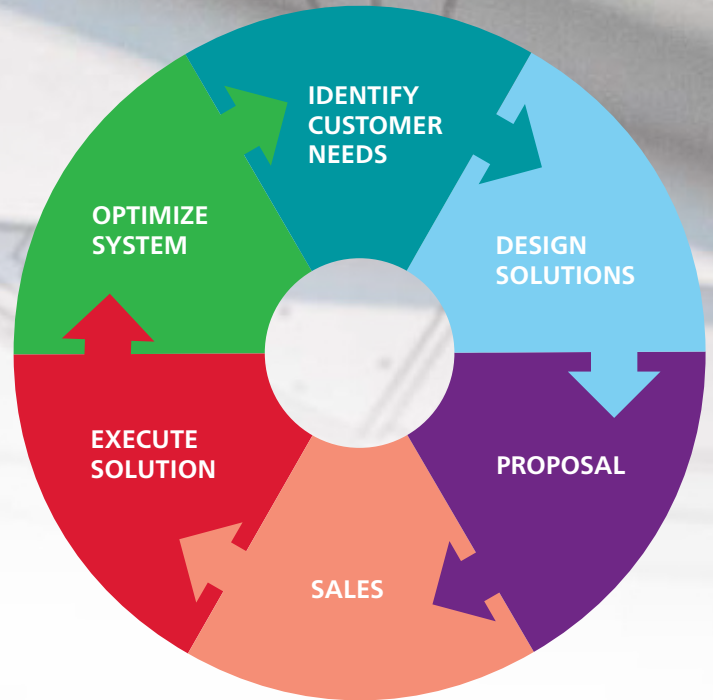 IDENTIFY
CUSTOMER
NEEDS
DESIGN
SOLUTIONS
PROPOSAL
SALES
EXECUTE
SOLUTION
OPTIMIZE
SYSTEM